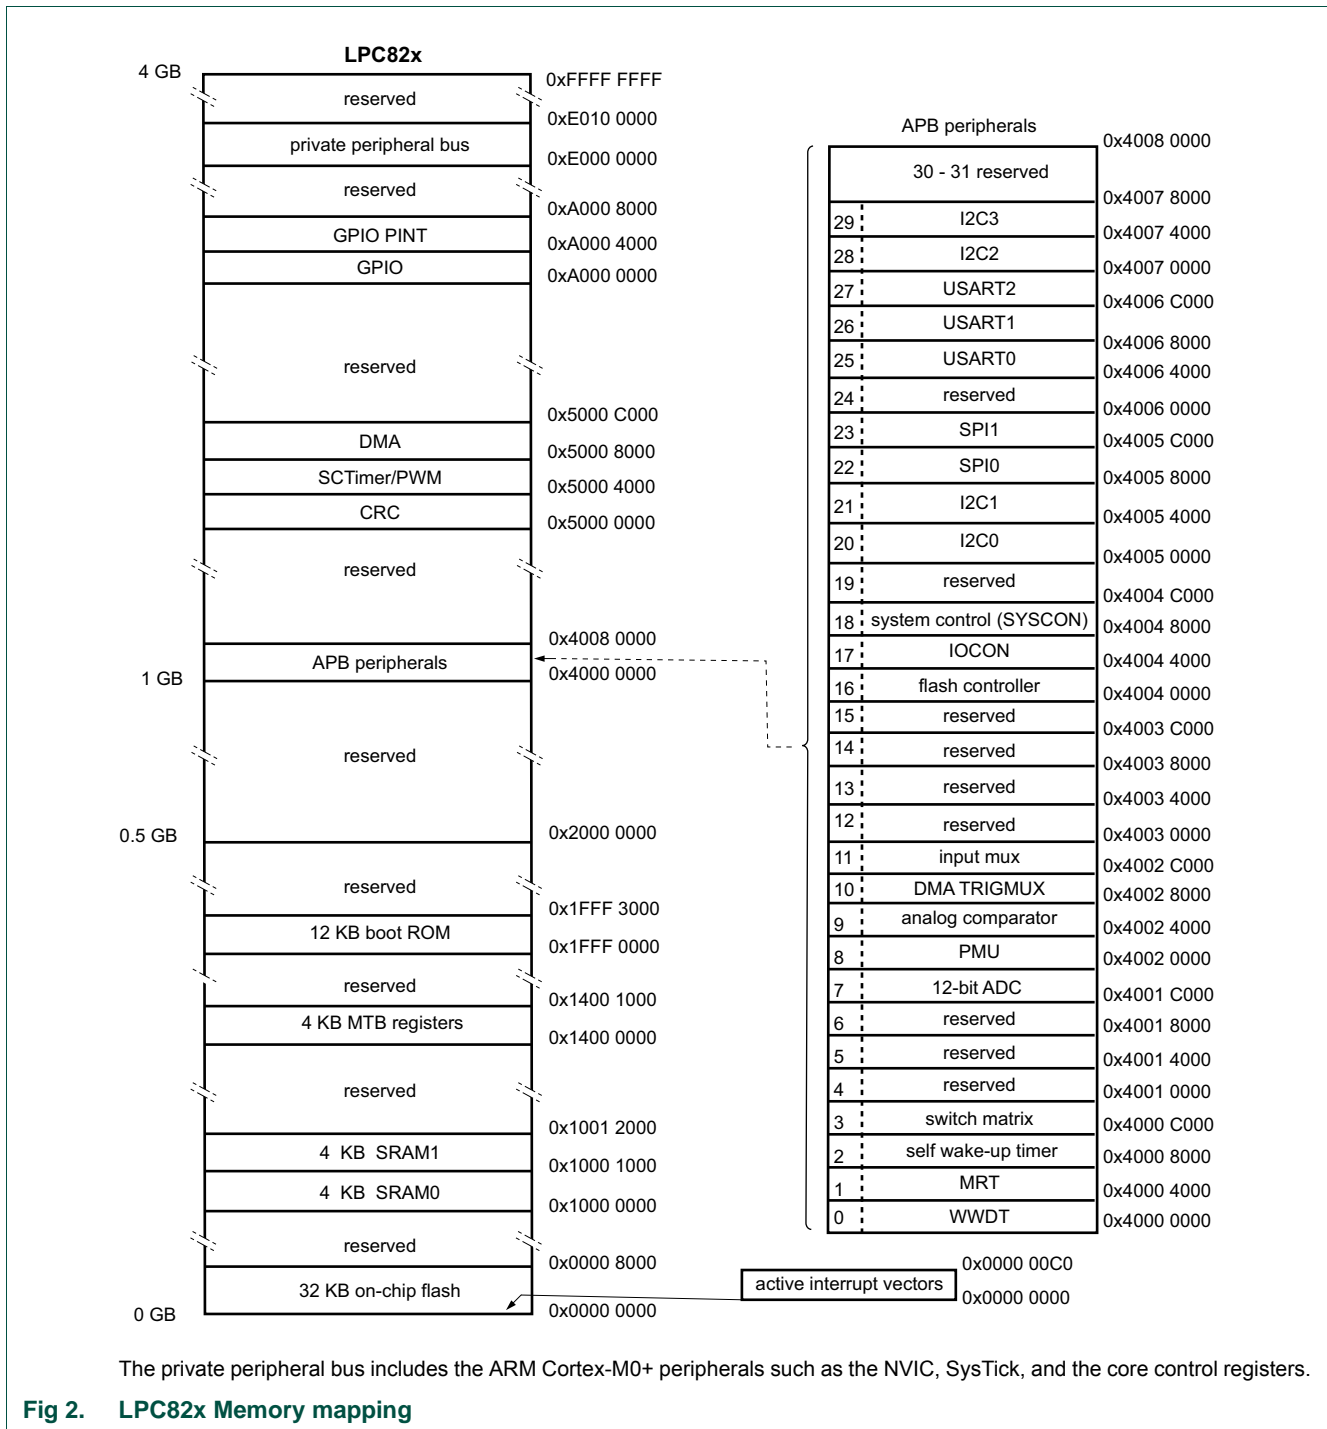 LPC82x
4 GB
0xFFFF FFFF
reserved
0xE010 0000
private peripheral bus
0xE000 0000
reserved
0xA000 8000
GPIO PINT
0xA000 4000
GPIO
0xA000 0000
reserved
0x5000 C000
DMA
0x5000 8000
SCTimer/PWM
0x5000 4000
CRC
0x5000 0000
reserved
0x4008 0000
APB peripherals
1 GB
0x4000 0000
reserved
0.5 GB
0x2000 0000
reserved
0x1FFF 3000
12 KB boot ROM
0x1FFF 0000
reserved
0x1400 1000
4 KB MTB registers
0x1400 0000
reserved
0x1001 2000
4 KB SRAM1
0x1000 1000
4 KB SRAM0
0x1000 0000
reserved
0x0000 8000
32 KB on-chip flash
0 GB
0x0000 0000
APB peripherals
0x4008 0000
30 - 31 reserved
0x4007 8000
29 I2C3
0x4007 4000
28 I2C2
0x4007 0000
27 USART2
0x4006 C000
26 USART1
0x4006 8000
25 USART0
0x4006 4000
24 reserved
0x4006 0000
23 SPI1
0x4005 C000
22 SPI0
0x4005 8000
21 I2C1
0x4005 4000
20 I2C0
0x4005 0000
19 reserved
0x4004 C000
18 system control (SYSCON)
0x4004 8000
17 IOCON
0x4004 4000
16 flash controller
0x4004 0000
15 reserved
0x4003 C000
14 reserved
0x4003 8000
13 reserved
0x4003 4000
12 reserved
0x4003 0000
11 input mux
0x4002 C000
10 DMA TRIGMUX
0x4002 8000
9 analog comparator
0x4002 4000
8 PMU
0x4002 0000
7 12-bit ADC
0x4001 C000
6 reserved
0x4001 8000
5 reserved
0x4001 4000
4 reserved
0x4001 0000
3 switch matrix
0x4000 C000
2 self wake-up timer
0x4000 8000
1 MRT
0x4000 4000
0 WWDT
0x4000 0000
0x0000 00C0
active interrupt vectors
0x0000 0000
The private peripheral bus includes the ARM Cortex-M0+ peripherals such as the NVIC, SysTick, and the core control registers.
Fig 2. LPC82x Memory mapping